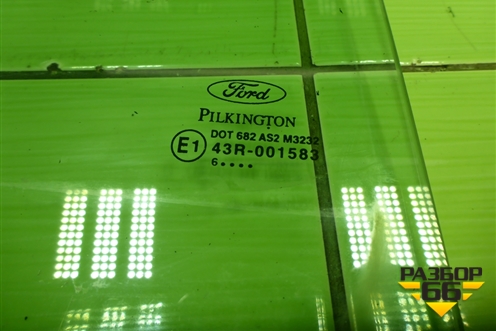 Ford
PILKINGTON
DOT 682 AS2 M3232
E1 43R-001583
6 • • • •
РАЗБОР
66